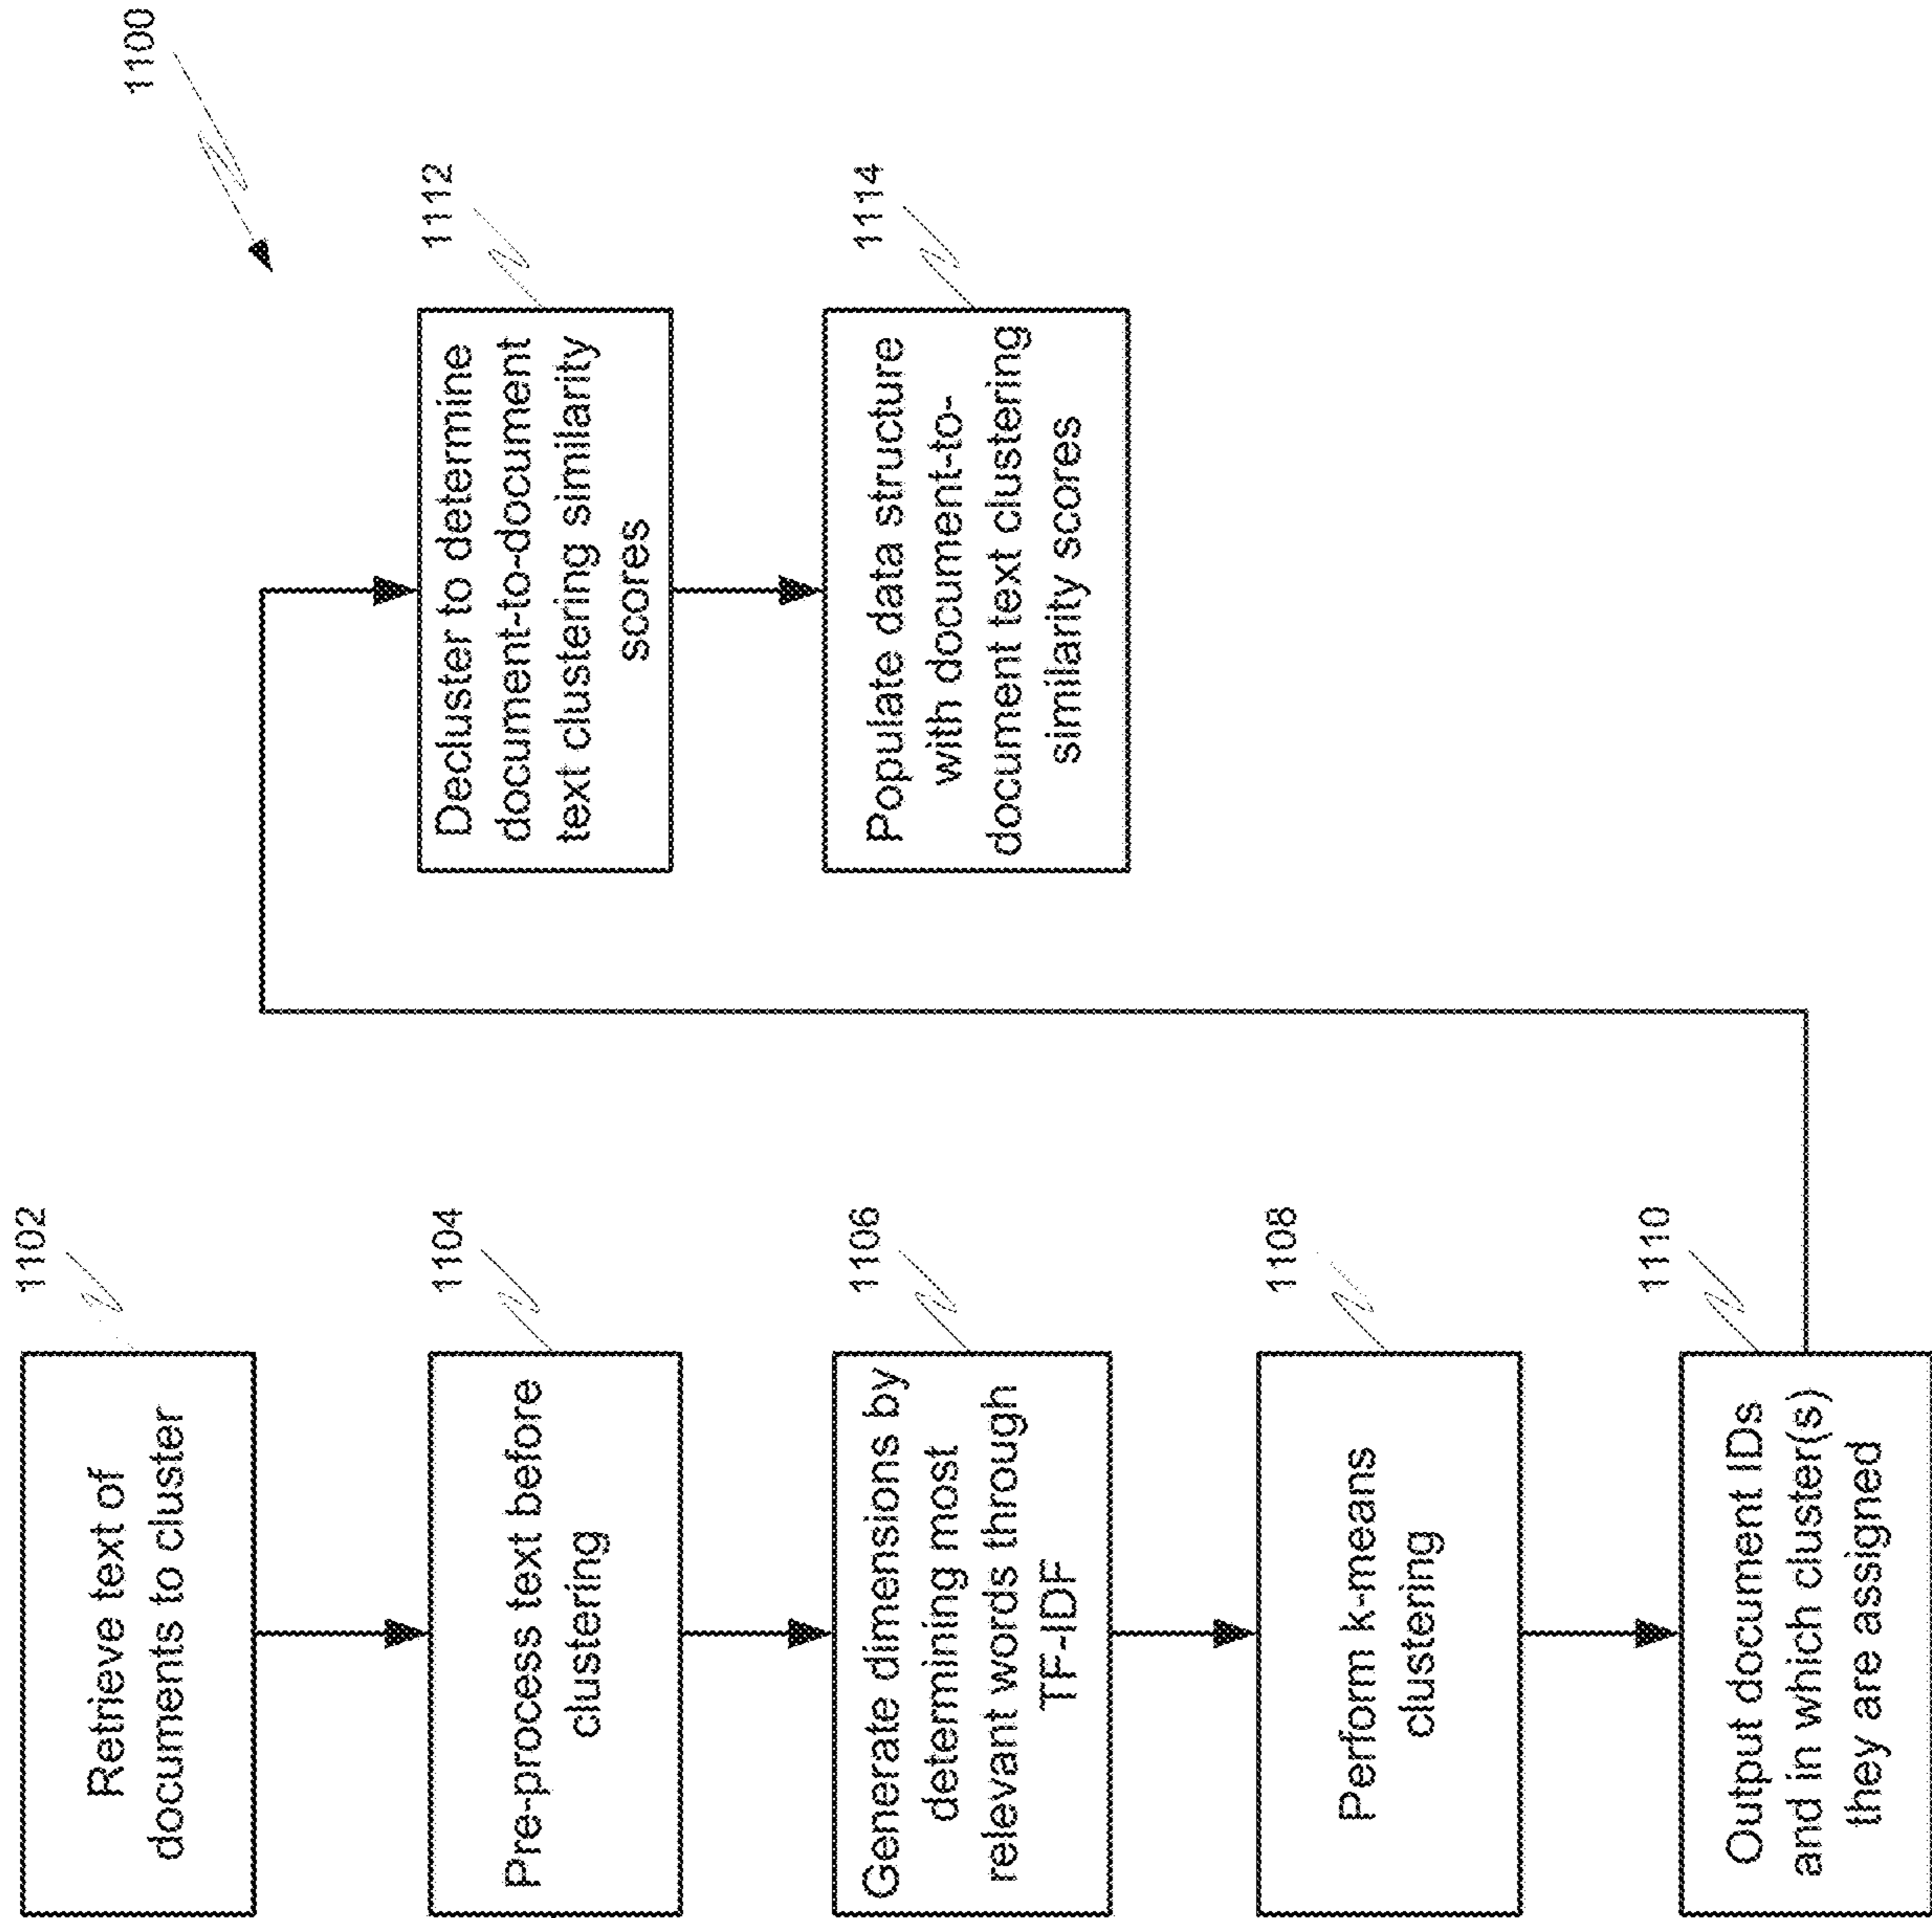 1100
1102
Retrieve text of
documents to cluster
1104
Pre-process text before
clustering
1106
Generate dimensions by
determining most
relevant words through
TF-IDF
1108
Perform k-means
clustering
1110
Output document IDs
and in which cluster(s)
they are assigned
1112
Decluster to determine
document-to-document
text clustering similarity
scores
1114
Populate data structure
with document-to-
document text clustering
similarity scores